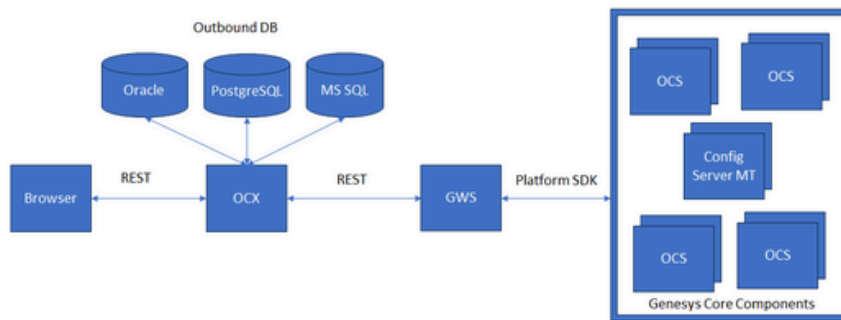 Outbound DB
Oracle
PostgreSQL
MS SQL
OCS
OCS
Config
Server MT
REST
REST
Platform SDK
Browser
OCX
GWS
OCS
OCS
Genesys Core Components